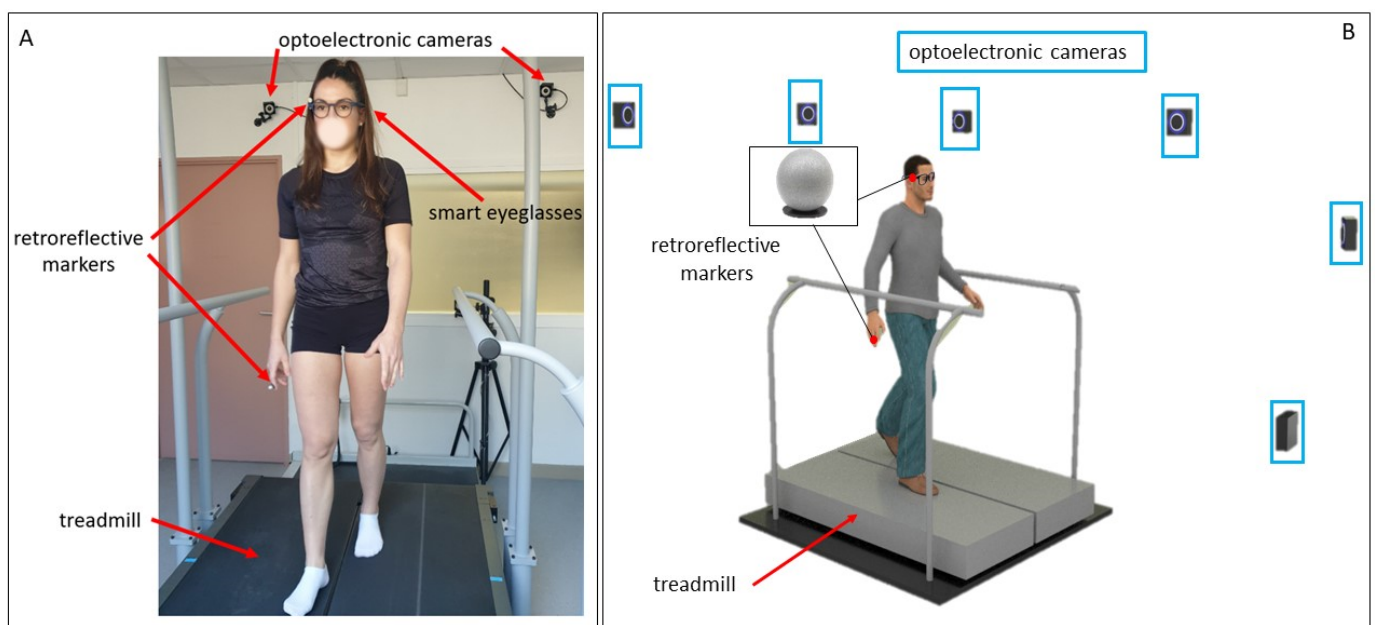 A
optoelectronic cameras
smart eyeglasses
retroreflective
markers
treadmill
B
optoelectronic cameras
retroreflective
markers
treadmill